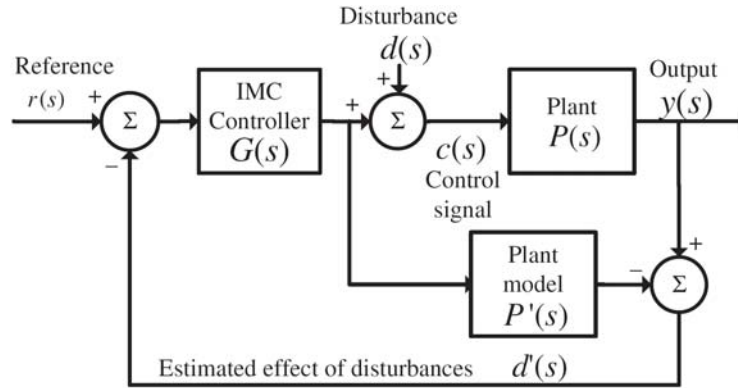 Disturbance
d(s)
Reference
r(s)
+
Σ
−
IMC
Controller
G(s)
+
+
Σ
c(s)
Control
signal
Plant
P(s)
Output
y(s)
Plant
model
P'(s)
−
+
Σ
Estimated effect of disturbances d'(s)